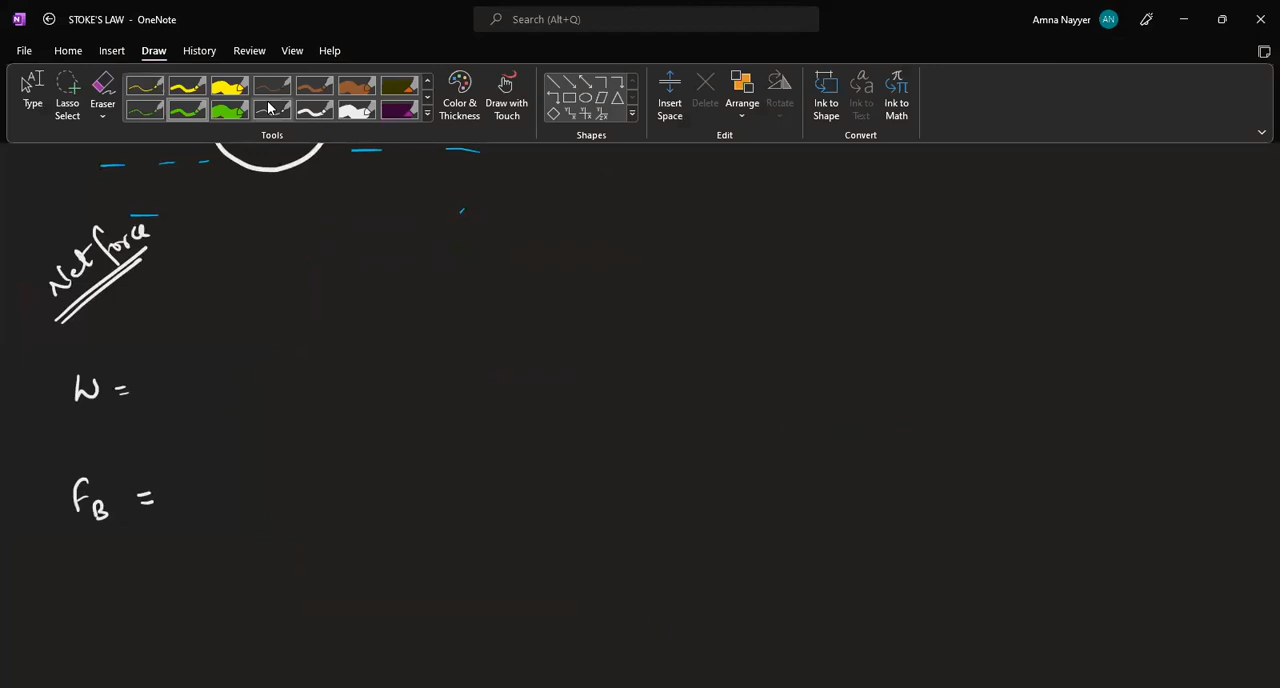 STOKE'S LAW - OneNote
Search (Alt+Q)
Amna Nayyer
AN
File Home Insert Draw History Review View Help
Type
Lasso Select
Eraser
Color & Thickness
Draw with Touch
Insert Space
Delete
Arrange
Rotate
Ink to Shape
Ink to Text
Ink to Math
Tools
Shapes
Edit
Convert
Net force
W =
F_B =